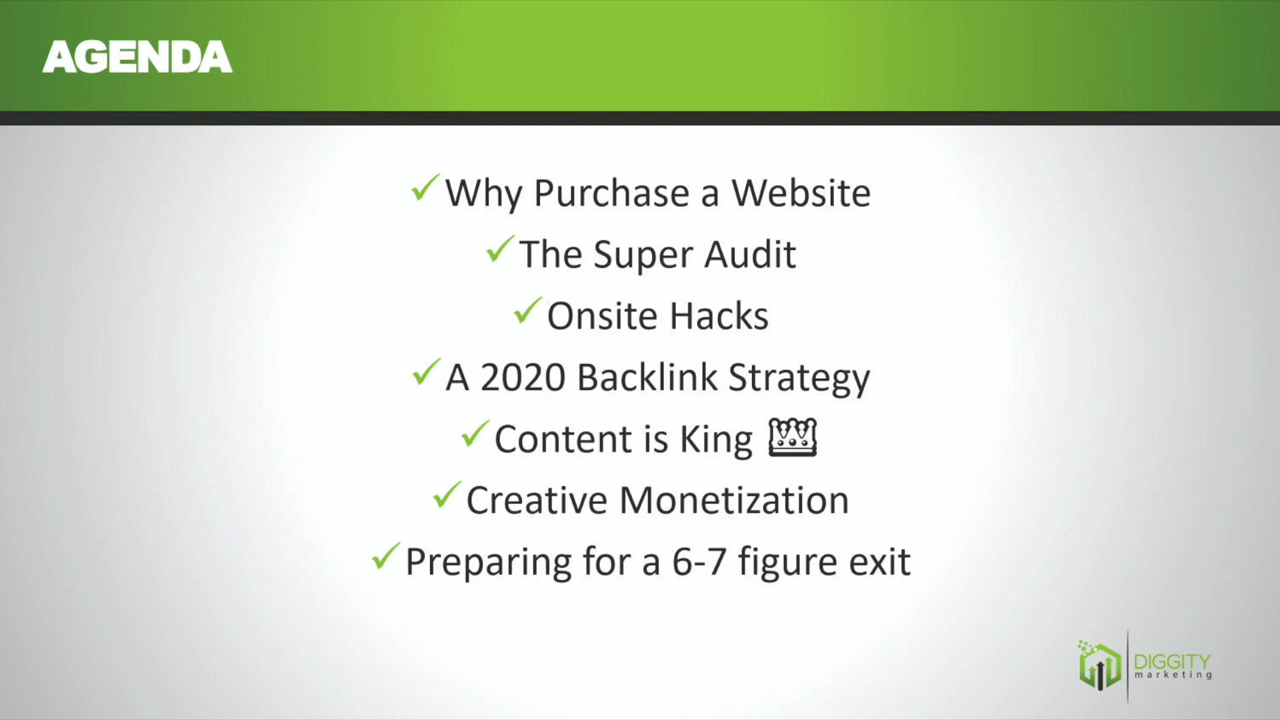 AGENDA
✓Why Purchase a Website
✓The Super Audit
✓Onsite Hacks
✓A 2020 Backlink Strategy
✓Content is King
✓Creative Monetization
✓Preparing for a 6-7 figure exit
DIGGITY
marketing